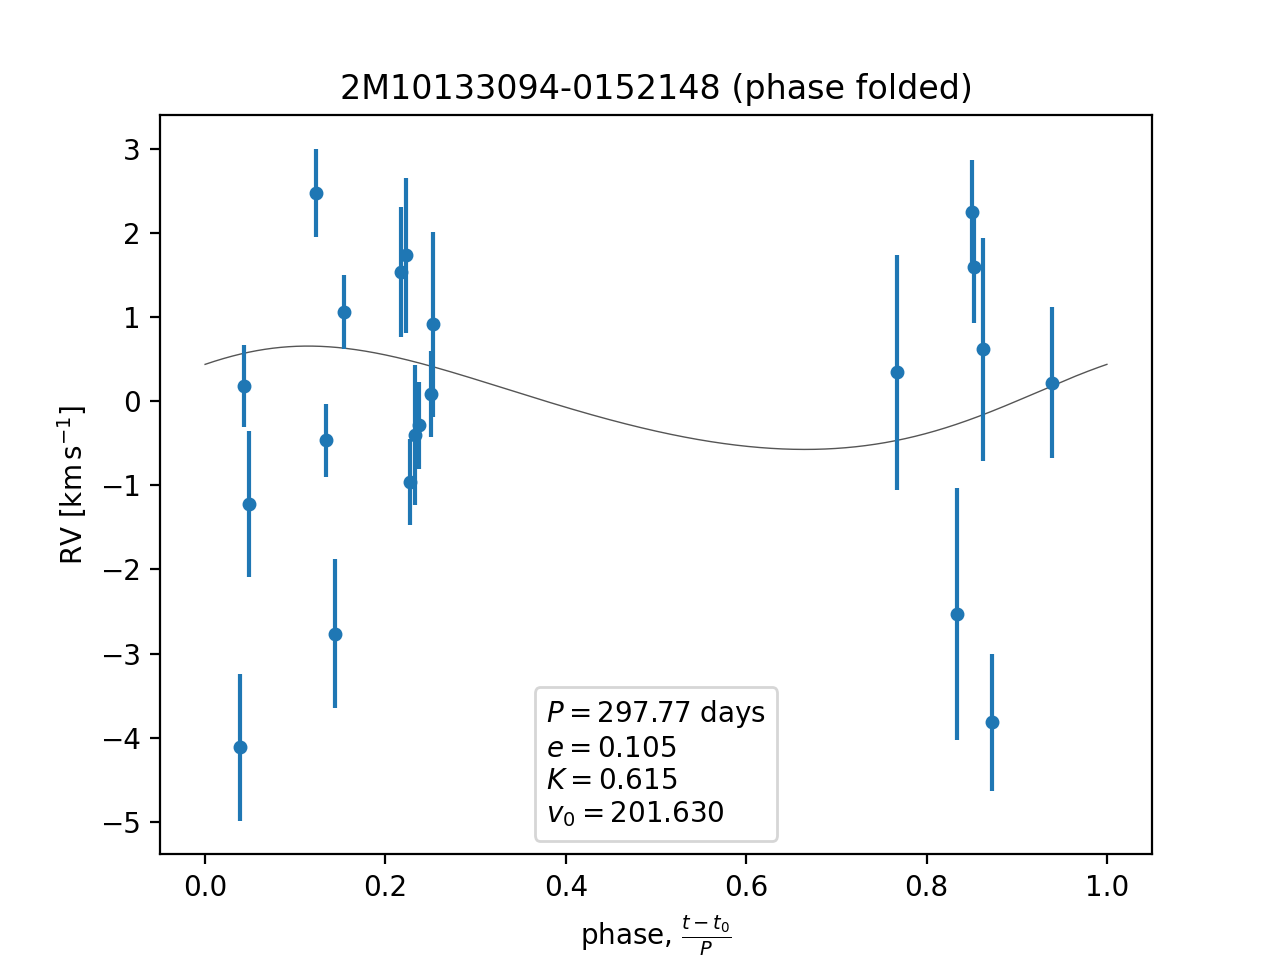 2M10133094-0152148 (phase folded)
3
2
1
0
−1
−2
−3
−4
−5
RV [km s⁻¹]
P = 297.77 days
e = 0.105
K = 0.615
v₀ = 201.630
0.0 0.2 0.4 0.6 0.8 1.0
phase, (t − t₀)/P